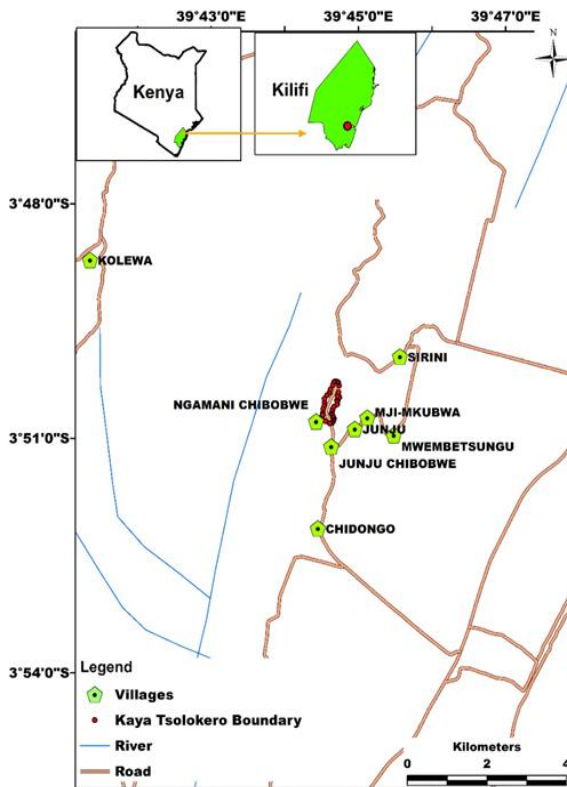 39°43'0"E 39°45'0"E 39°47'0"E
N
Kenya
Kilifi
3°48'0"S
KOLEWA
SIRINI
NGAMANI CHIBOBWE
MJI-MKUBWA
3°51'0"S
JUNJU
MWEMBETSUNGU
JUNJU CHIBOBWE
CHIDONGO
3°54'0"S
Legend
Villages
Kaya Tsolokero Boundary
River
Road
Kilometers
0 2 4